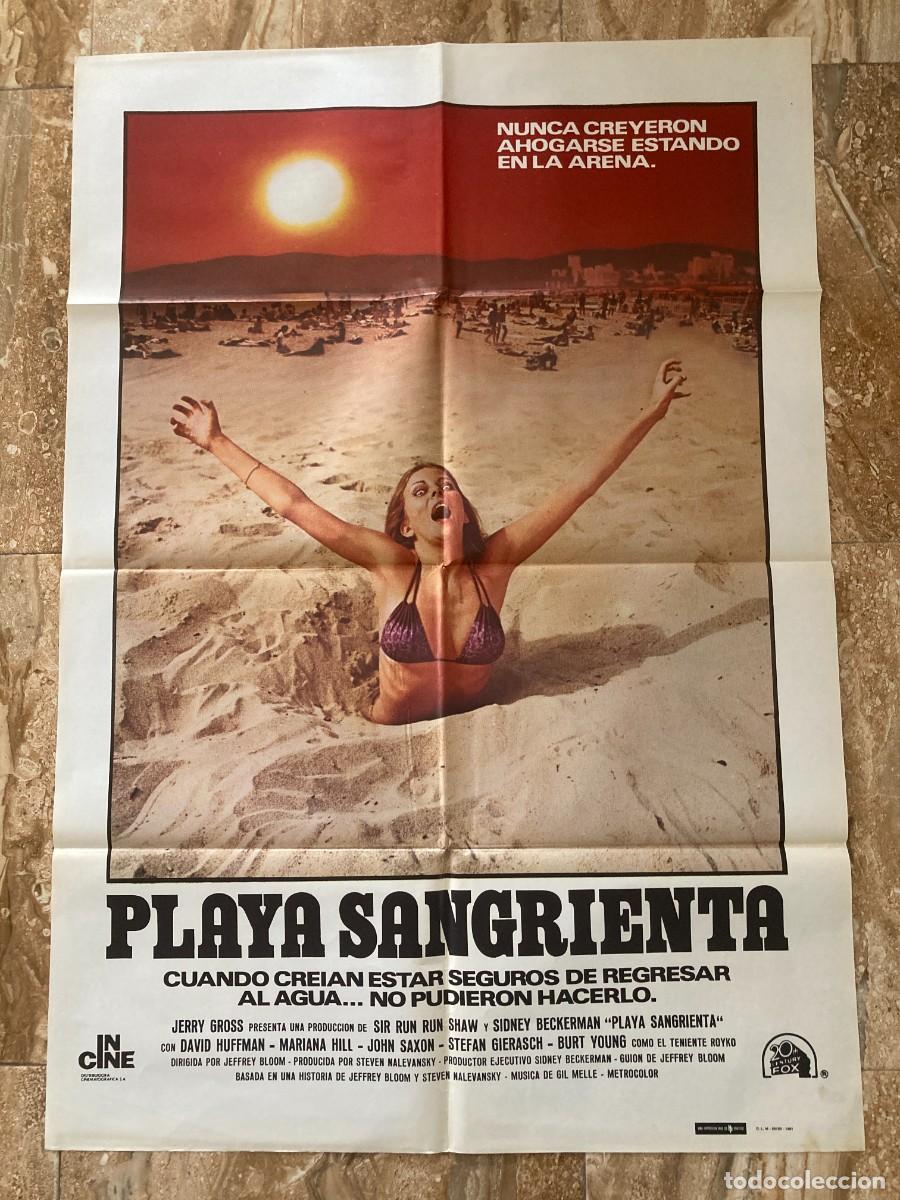 NUNCA CREYERON
AHOGARSE ESTANDO
EN LA ARENA.
PLAYA SANGRIENTA
CUANDO CREIAN ESTAR SEGUROS DE REGRESAR
AL AGUA... NO PUDIERON HACERLO.
JERRY GROSS PRESENTA UNA PRODUCCION DE SIR RUN RUN SHAW Y SIDNEY BECKERMAN "PLAYA SANGRIENTA"
CON DAVID HUFFMAN - MARIANA HILL - JOHN SAXON - STEFAN GIERASCH - BURT YOUNG COMO EL TENIENTE ROYKO
DIRIGIDA POR JEFFREY BLOOM - PRODUCIDA POR STEVEN NALEVANSKY - PRODUCTOR EJECUTIVO SIDNEY BECKERMAN - GUION DE JEFFREY BLOOM
BASADA EN UNA HISTORIA DE JEFFREY BLOOM Y STEVEN NALEVANSKY - MUSICA DE GIL MELLE - METROCOLOR
IN
CINE
DISTRIBUIDORA
CINEMATOGRAFICA S.A.
20th
CENTURY
FOX
®
todocoleccion